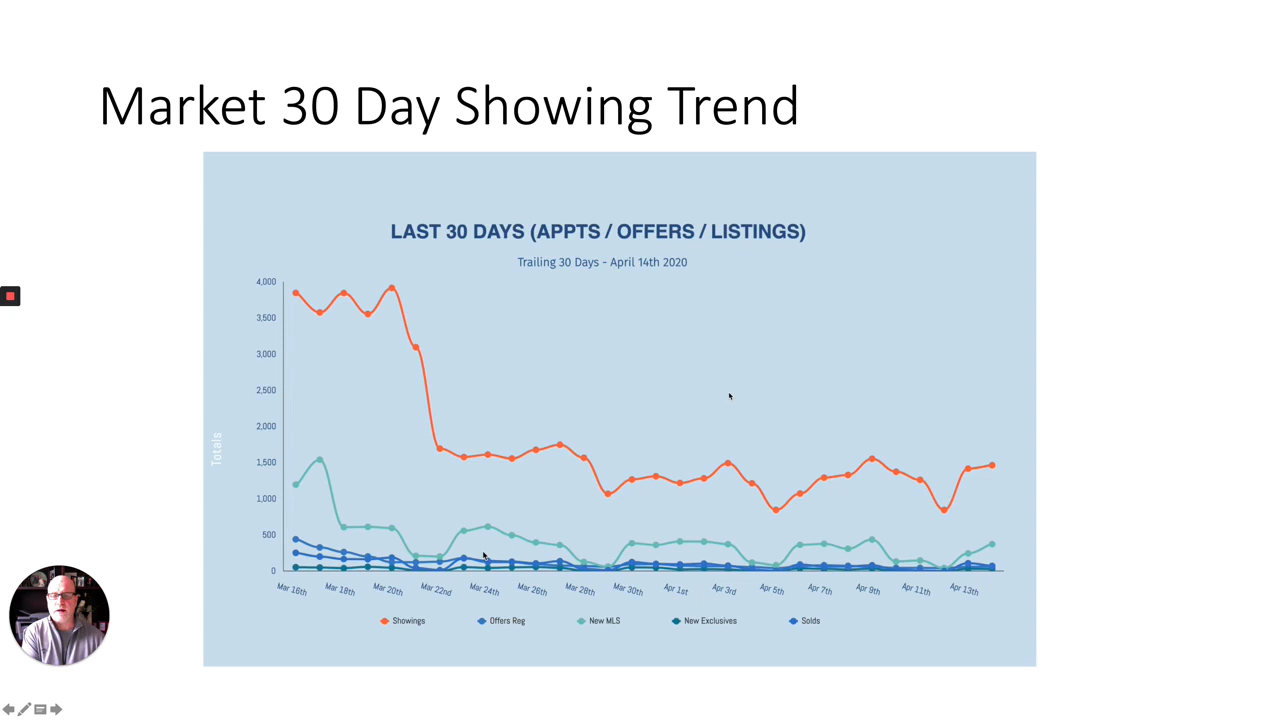 Market 30 Day Showing Trend
LAST 30 DAYS (APPTS / OFFERS / LISTINGS)
Trailing 30 Days - April 14th 2020
4,000
3,500
3,000
2,500
2,000
1,500
1,000
500
0
Totals
Mar 16th Mar 18th Mar 20th Mar 22nd Mar 24th Mar 26th Mar 28th Mar 30th Apr 1st Apr 3rd Apr 5th Apr 7th Apr 9th Apr 11th Apr 13th
Showings Offers Reg New MLS New Exclusives Solds